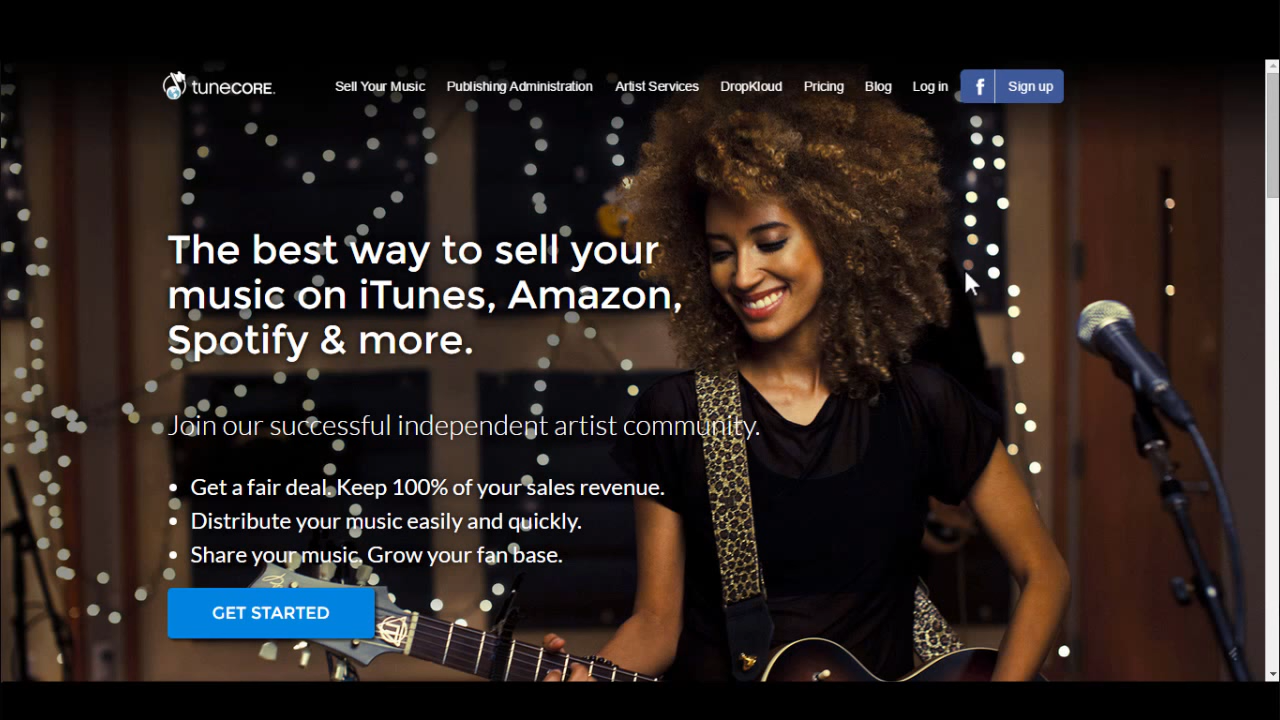 tunecore.
Sell Your Music Publishing Administration Artist Services DropKloud Pricing Blog Log in f Sign up
The best way to sell your
music on iTunes, Amazon,
Spotify & more.
Join our successful independent artist community.
• Get a fair deal. Keep 100% of your sales revenue.
• Distribute your music easily and quickly.
• Share your music. Grow your fan base.
GET STARTED